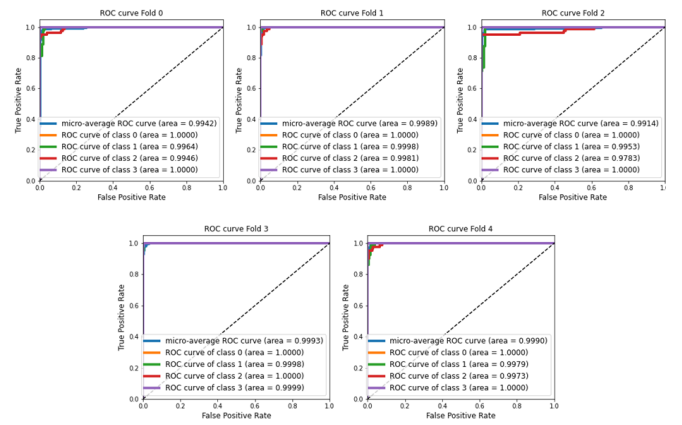 ROC curve Fold 0
True Positive Rate
1.0
0.8
0.6
0.4
0.2
0.0
micro-average ROC curve (area = 0.9942)
ROC curve of class 0 (area = 1.0000)
ROC curve of class 1 (area = 0.9964)
ROC curve of class 2 (area = 0.9946)
ROC curve of class 3 (area = 1.0000)
0.0 0.2 0.4 0.6 0.8 1.0
False Positive Rate
ROC curve Fold 1
True Positive Rate
1.0
0.8
0.6
0.4
0.2
0.0
micro-average ROC curve (area = 0.9989)
ROC curve of class 0 (area = 1.0000)
ROC curve of class 1 (area = 0.9998)
ROC curve of class 2 (area = 0.9981)
ROC curve of class 3 (area = 1.0000)
0.0 0.2 0.4 0.6 0.8 1.0
False Positive Rate
ROC curve Fold 2
True Positive Rate
1.0
0.8
0.6
0.4
0.2
0.0
micro-average ROC curve (area = 0.9914)
ROC curve of class 0 (area = 1.0000)
ROC curve of class 1 (area = 0.9953)
ROC curve of class 2 (area = 0.9783)
ROC curve of class 3 (area = 1.0000)
0.0 0.2 0.4 0.6 0.8 1.0
False Positive Rate
ROC curve Fold 3
True Positive Rate
1.0
0.8
0.6
0.4
0.2
0.0
micro-average ROC curve (area = 0.9993)
ROC curve of class 0 (area = 1.0000)
ROC curve of class 1 (area = 0.9998)
ROC curve of class 2 (area = 1.0000)
ROC curve of class 3 (area = 0.9999)
0.0 0.2 0.4 0.6 0.8 1.0
False Positive Rate
ROC curve Fold 4
True Positive Rate
1.0
0.8
0.6
0.4
0.2
0.0
micro-average ROC curve (area = 0.9990)
ROC curve of class 0 (area = 1.0000)
ROC curve of class 1 (area = 0.9979)
ROC curve of class 2 (area = 0.9973)
ROC curve of class 3 (area = 1.0000)
0.0 0.2 0.4 0.6 0.8 1.0
False Positive Rate